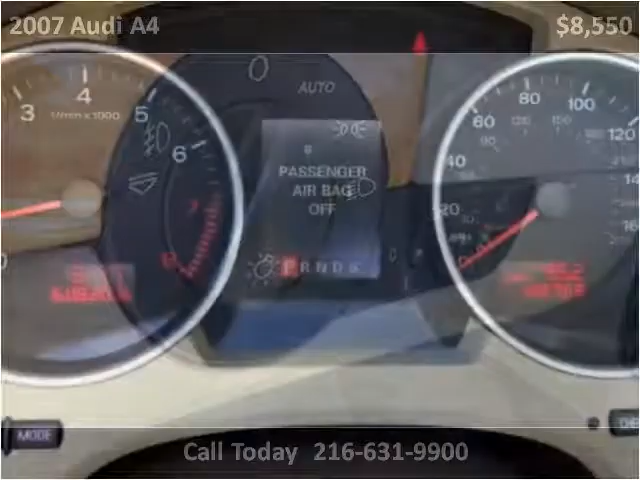 2007 Audi A4
$8,550
3
4
5
6
1/min x 1000
AUTO
PASSENGER
AIR BAG
OFF
P R N D S
20
40
60
80
100
120
MODE
Call Today 216-631-9900